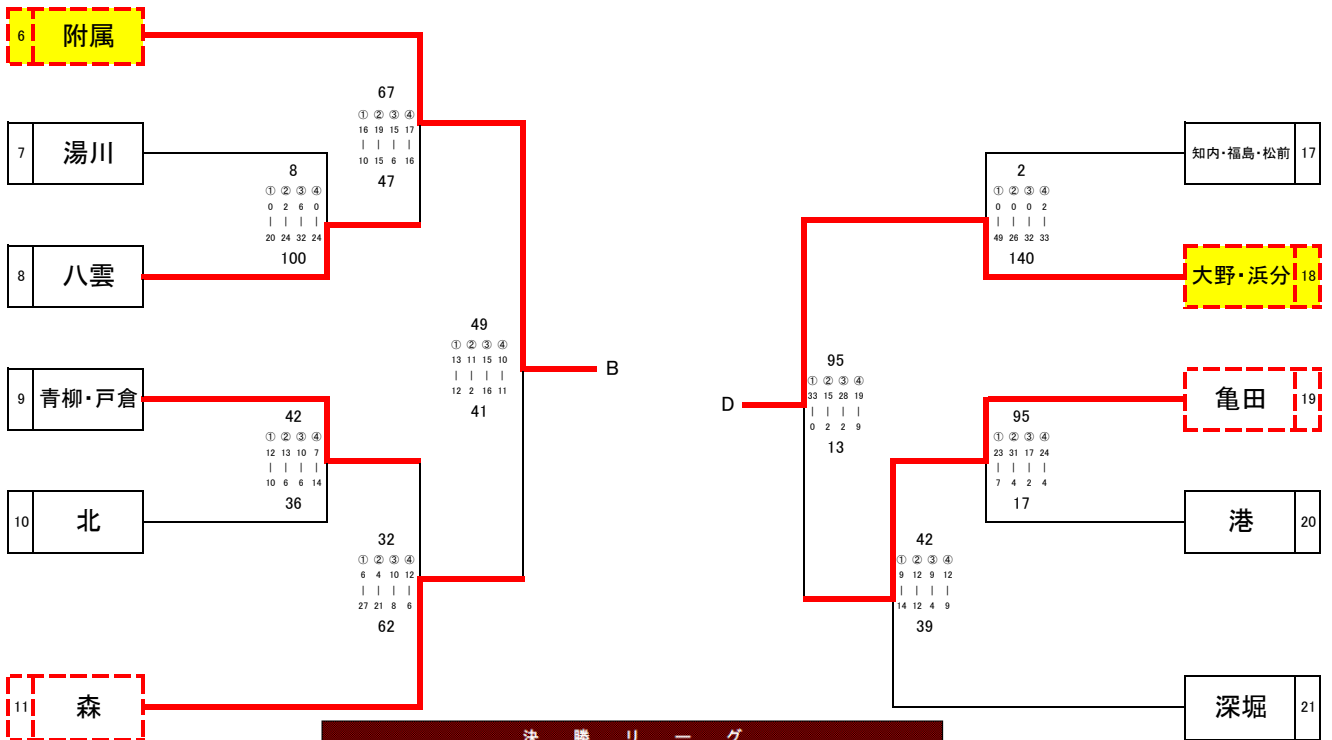 6 附属
7 湯川
8 八雲
9 青柳・戸倉
10 北
11 森
67
① ② ③ ④
16 19 15 17
| | | |
10 15 6 16
47
8
① ② ③ ④
0 2 6 0
| | | |
20 24 32 24
100
42
① ② ③ ④
12 13 10 7
| | | |
10 6 6 14
36
32
① ② ③ ④
6 4 10 12
| | | |
27 21 8 6
62
49
① ② ③ ④
13 11 15 10
| | | |
12 2 16 11
41
B
D
95
① ② ③ ④
33 15 28 19
| | | |
0 2 2 9
13
2
① ② ③ ④
0 0 0 2
| | | |
49 26 32 33
140
95
① ② ③ ④
23 31 17 24
| | | |
7 4 2 4
17
42
① ② ③ ④
9 12 9 12
| | | |
14 12 4 9
39
知内・福島・松前 17
大野・浜分 18
亀田 19
港 20
深堀 21
決勝リーグ